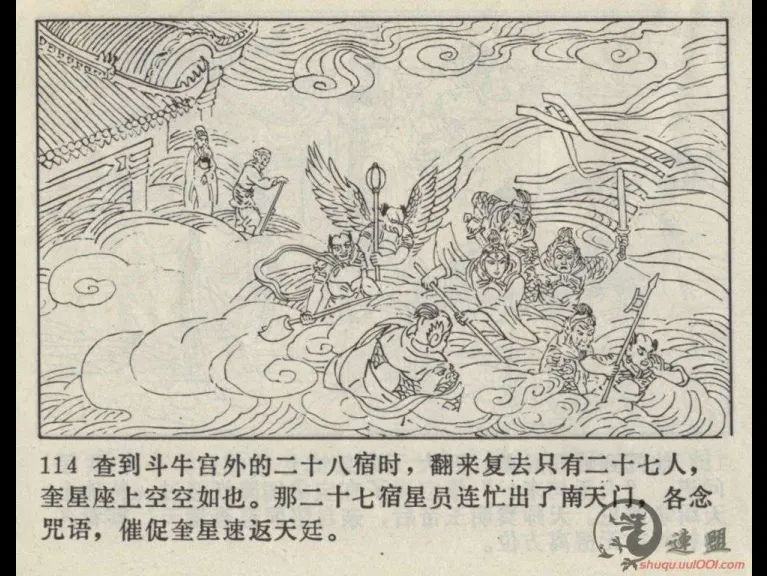 114 查到斗牛宫外的二十八宿时，翻来复去只有二十七人，
奎星座上空空如也。那二十七宿星员连忙出了南天门，各念
咒语，催促奎星速返天廷。
連盟
shuqu.uu1001.com